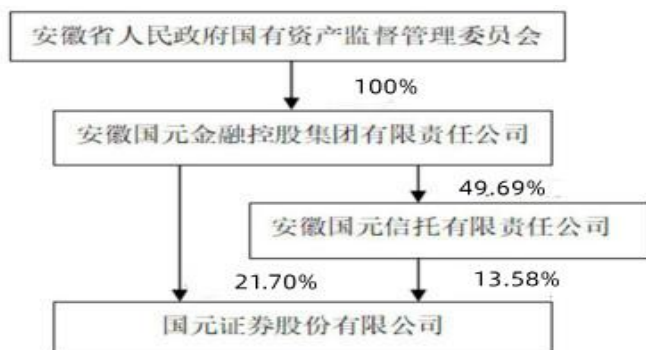 安徽省人民政府国有资产监督管理委员会
100%
安徽国元金融控股集团有限责任公司
49.69%
安徽国元信托有限责任公司
21.70%
13.58%
国元证券股份有限公司